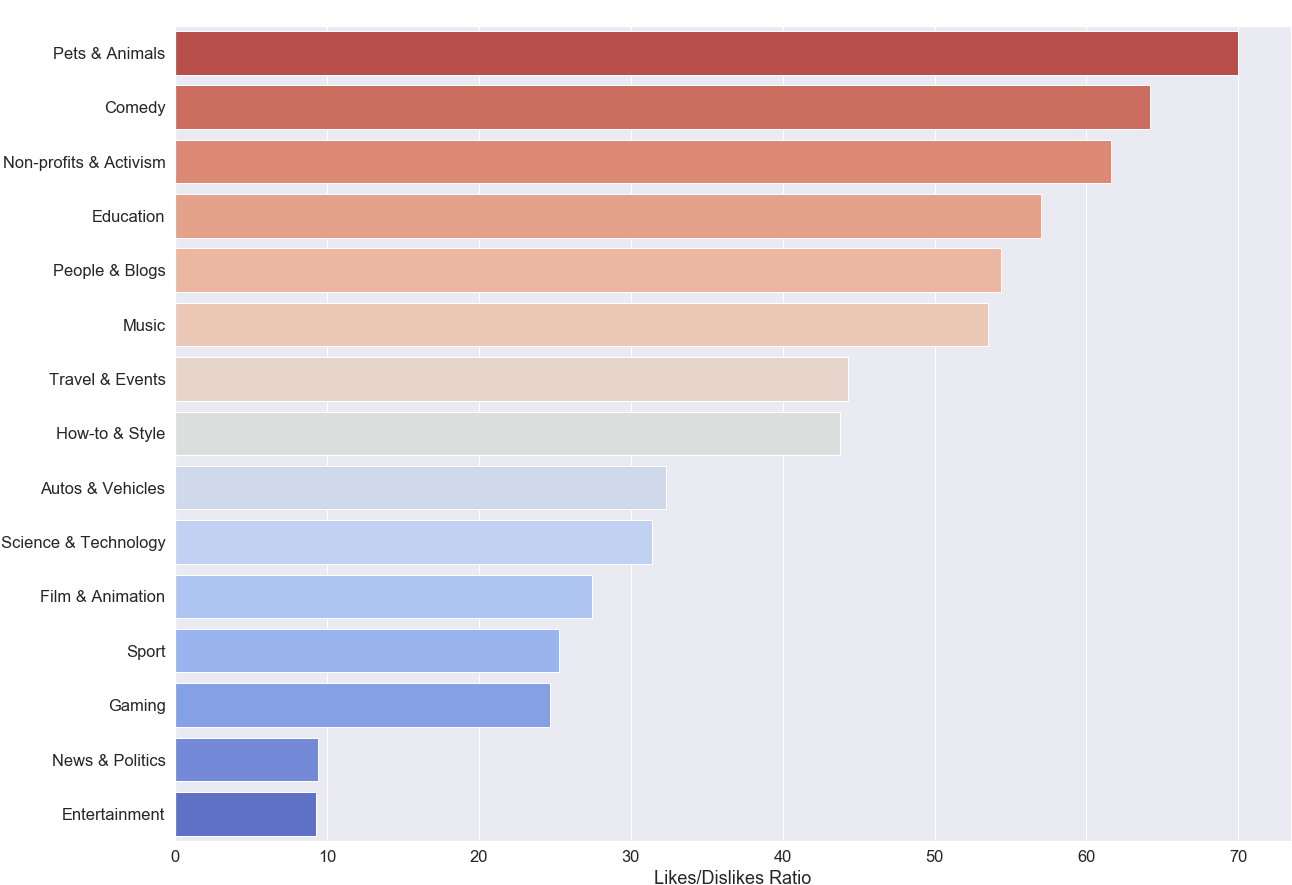 Pets & Animals
Comedy
Non-profits & Activism
Education
People & Blogs
Music
Travel & Events
How-to & Style
Autos & Vehicles
Science & Technology
Film & Animation
Sport
Gaming
News & Politics
Entertainment
0 10 20 30 40 50 60 70
Likes/Dislikes Ratio